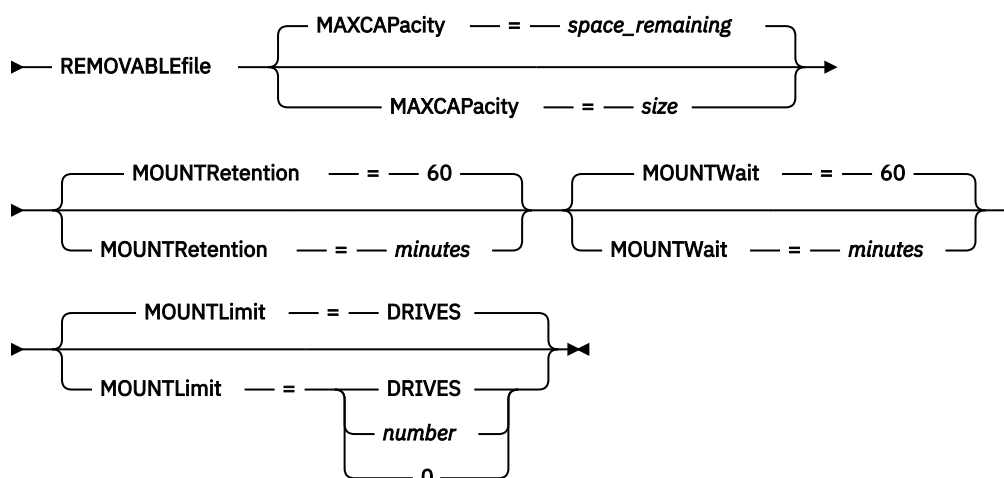 MAXCAPacity = space_remaining
REMOVABLEfile
MAXCAPacity = size
MOUNTRetention = 60 MOUNTWait = 60
MOUNTRetention = minutes MOUNTWait = minutes
MOUNTLimit = DRIVES
MOUNTLimit = DRIVES
number
0